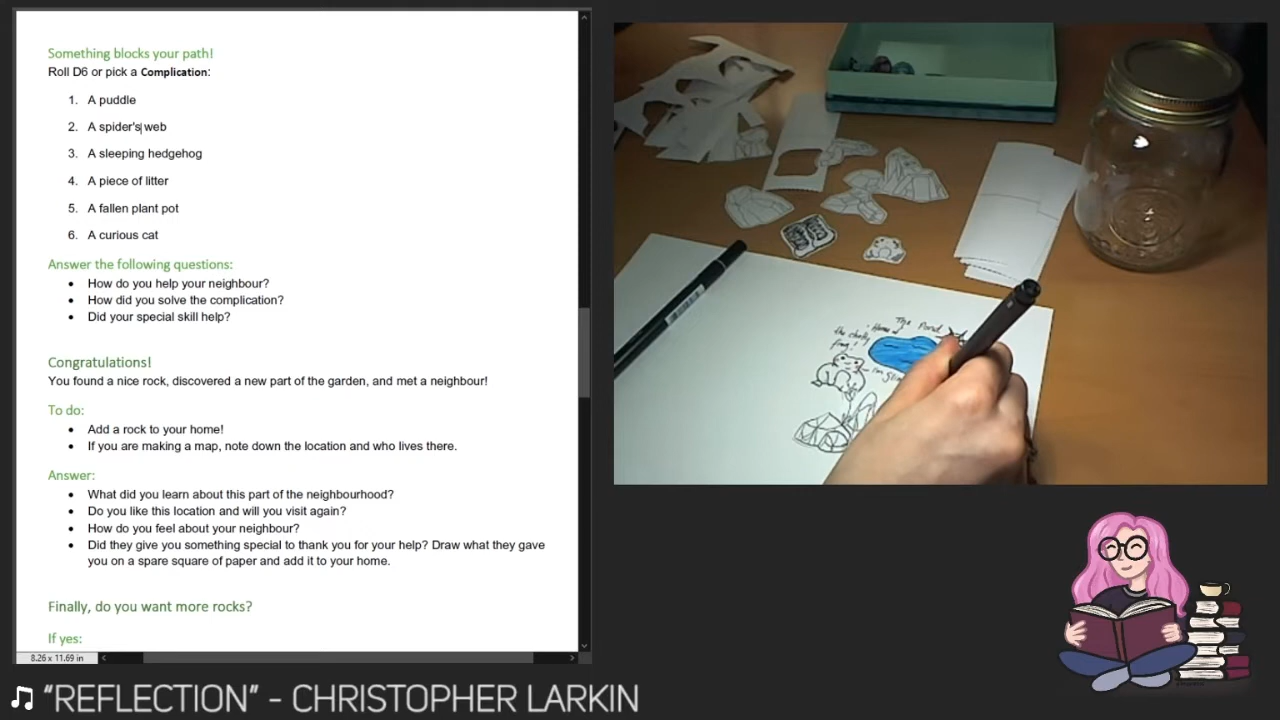 Something blocks your path!
Roll D6 or pick a Complication:
1. A puddle
2. A spider's web
3. A sleeping hedgehog
4. A piece of litter
5. A fallen plant pot
6. A curious cat
Answer the following questions:
• How do you help your neighbour?
• How did you solve the complication?
• Did your special skill help?
Congratulations!
You found a nice rock, discovered a new part of the garden, and met a neighbour!
To do:
• Add a rock to your home!
• If you are making a map, note down the location and who lives there.
Answer:
• What did you learn about this part of the neighbourhood?
• Do you like this location and will you visit again?
• How do you feel about your neighbour?
• Did they give you something special to thank you for your help? Draw what they gave
you on a spare square of paper and add it to your home.
Finally, do you want more rocks?
If yes:
8.26 x 11.69 in
The Pond
Home of
the chatty
frog!
I'm
"REFLECTION" - CHRISTOPHER LARKIN